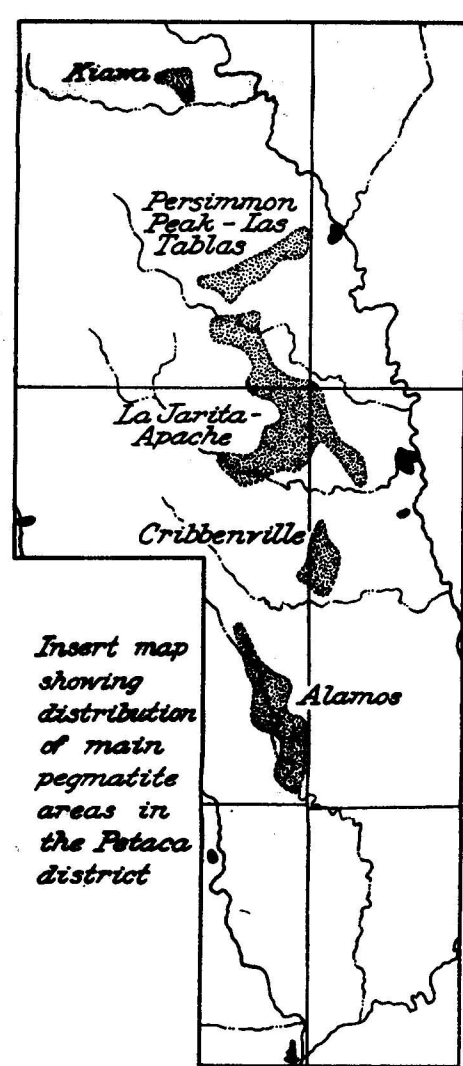 Kiawa
Persimmon
Peak - Las
Tablas
La Jarita-
Apache
Cribbenville
Alamos
Insert map
showing
distribution
of main
pegmatite
areas in
the Petaca
district